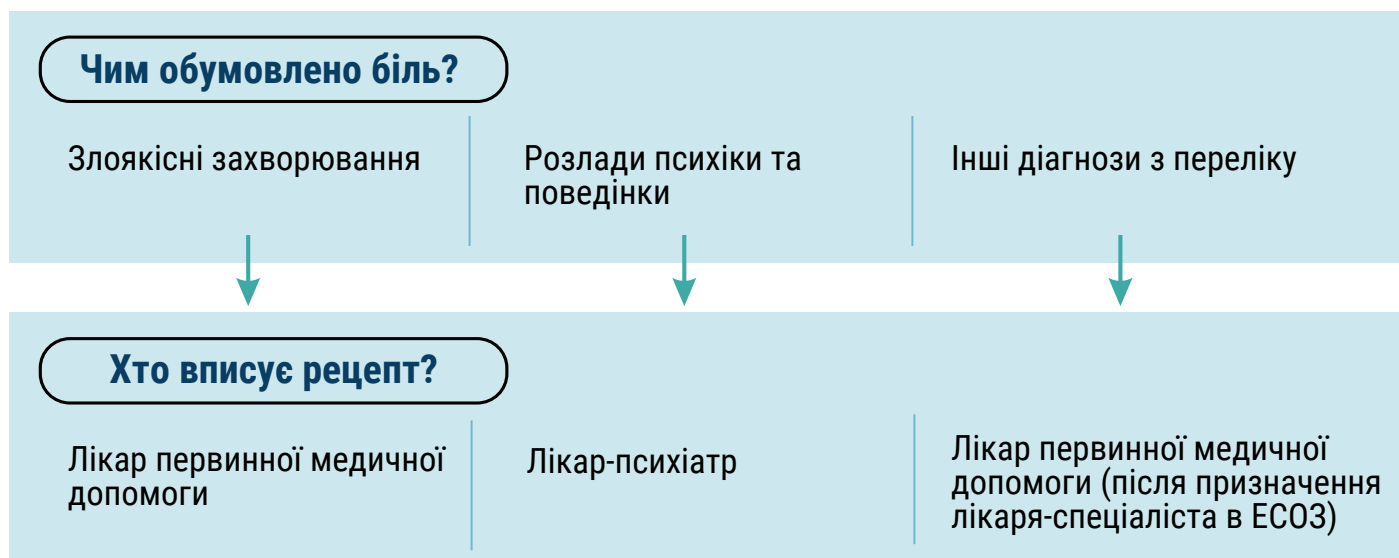 Чим обумовлено біль?
Злоякісні захворювання
Розлади психіки та
поведінки
Інші діагнози з переліку
Хто вписує рецепт?
Лікар первинної медичної
допомоги
Лікар-психіатр
Лікар первинної медичної
допомоги (після призначення
лікаря-спеціаліста в ЕСОЗ)